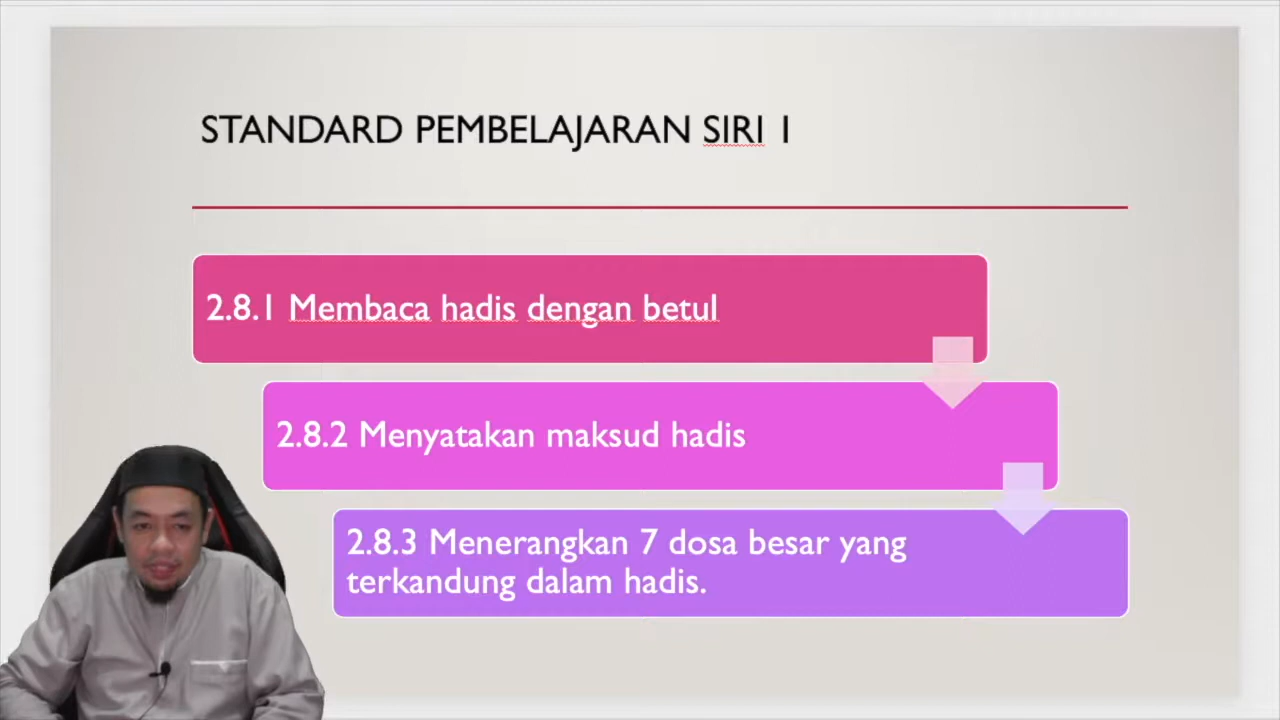 STANDARD PEMBELAJARAN SIRI 1
2.8.1 Membaca hadis dengan betul
2.8.2 Menyatakan maksud hadis
2.8.3 Menerangkan 7 dosa besar yang
terkandung dalam hadis.